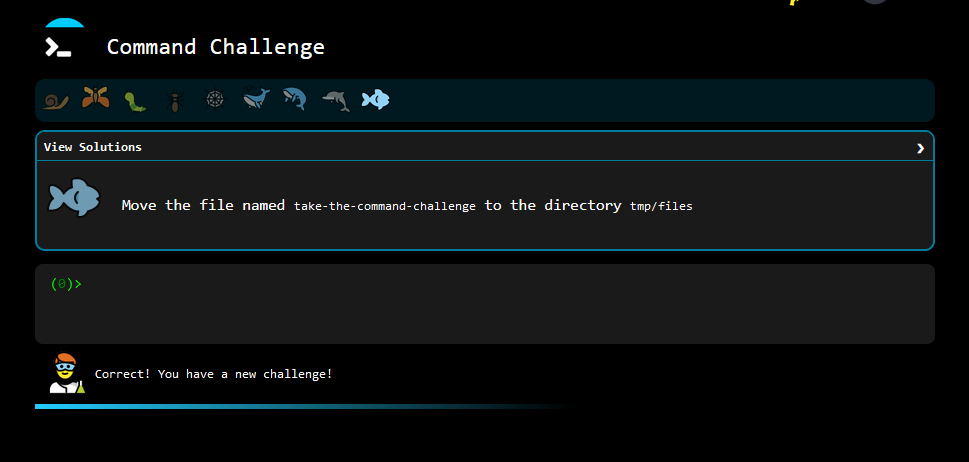 Command Challenge
View Solutions
Move the file named take-the-command-challenge to the directory tmp/files
(0)>
Correct! You have a new challenge!